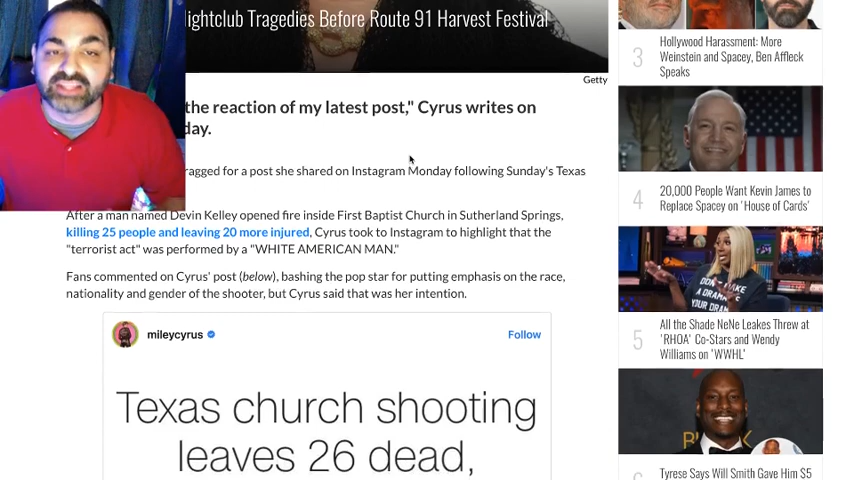 lightclub Tragedies Before Route 91 Harvest Festival
Getty
the reaction of my latest post," Cyrus writes on
day.
ragged for a post she shared on Instagram Monday following Sunday's Texas
After a man named Devin Kelley opened fire inside First Baptist Church in Sutherland Springs,
killing 25 people and leaving 20 more injured, Cyrus took to Instagram to highlight that the
"terrorist act" was performed by a "WHITE AMERICAN MAN."
Fans commented on Cyrus' post (below), bashing the pop star for putting emphasis on the race,
nationality and gender of the shooter, but Cyrus said that was her intention.
mileycyrus
Follow
Texas church shooting
leaves 26 dead,
3
Hollywood Harassment: More
Weinstein and Spacey, Ben Affleck
Speaks
4
20,000 People Want Kevin James to
Replace Spacey on 'House of Cards'
DON'T MAKE
A DRAMA
YOUR DRAM
5
All the Shade NeNe Leakes Threw at
'RHOA' Co-Stars and Wendy
Williams on 'WWHL'
Tyrese Says Will Smith Gave Him $5